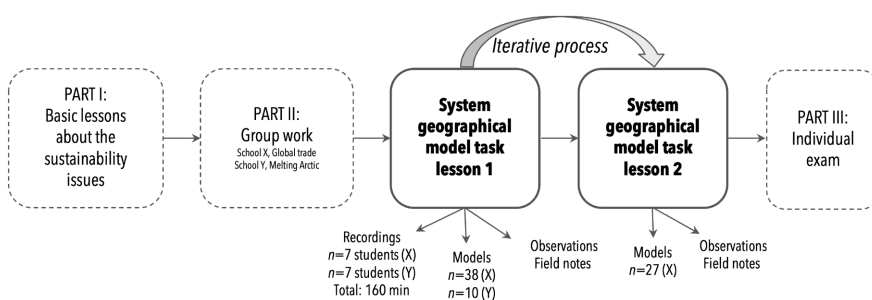 Iterative process
PART I:
Basic lessons
about the
sustainability
issues
PART II:
Group work
School X, Global trade
School Y, Melting Arctic
System
geographical
model task
lesson 1
System
geographical
model task
lesson 2
PART III:
Individual
exam
Recordings
n=7 students (X)
n=7 students (Y)
Total: 160 min
Models
n=38 (X)
n=10 (Y)
Observations
Field notes
Models
n=27 (X)
Observations
Field notes